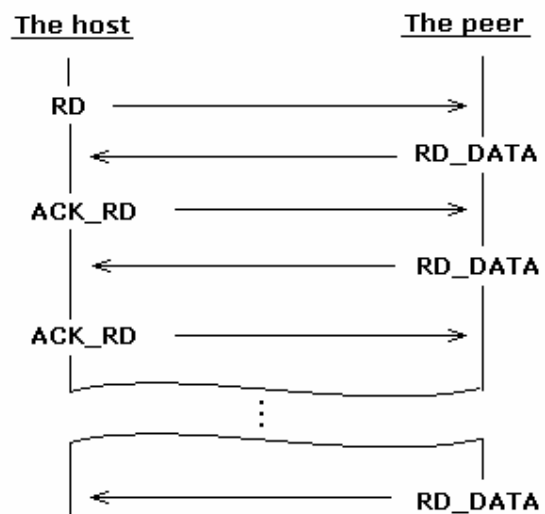 The host The peer
RD
RD_DATA
ACK_RD
RD_DATA
ACK_RD
RD_DATA